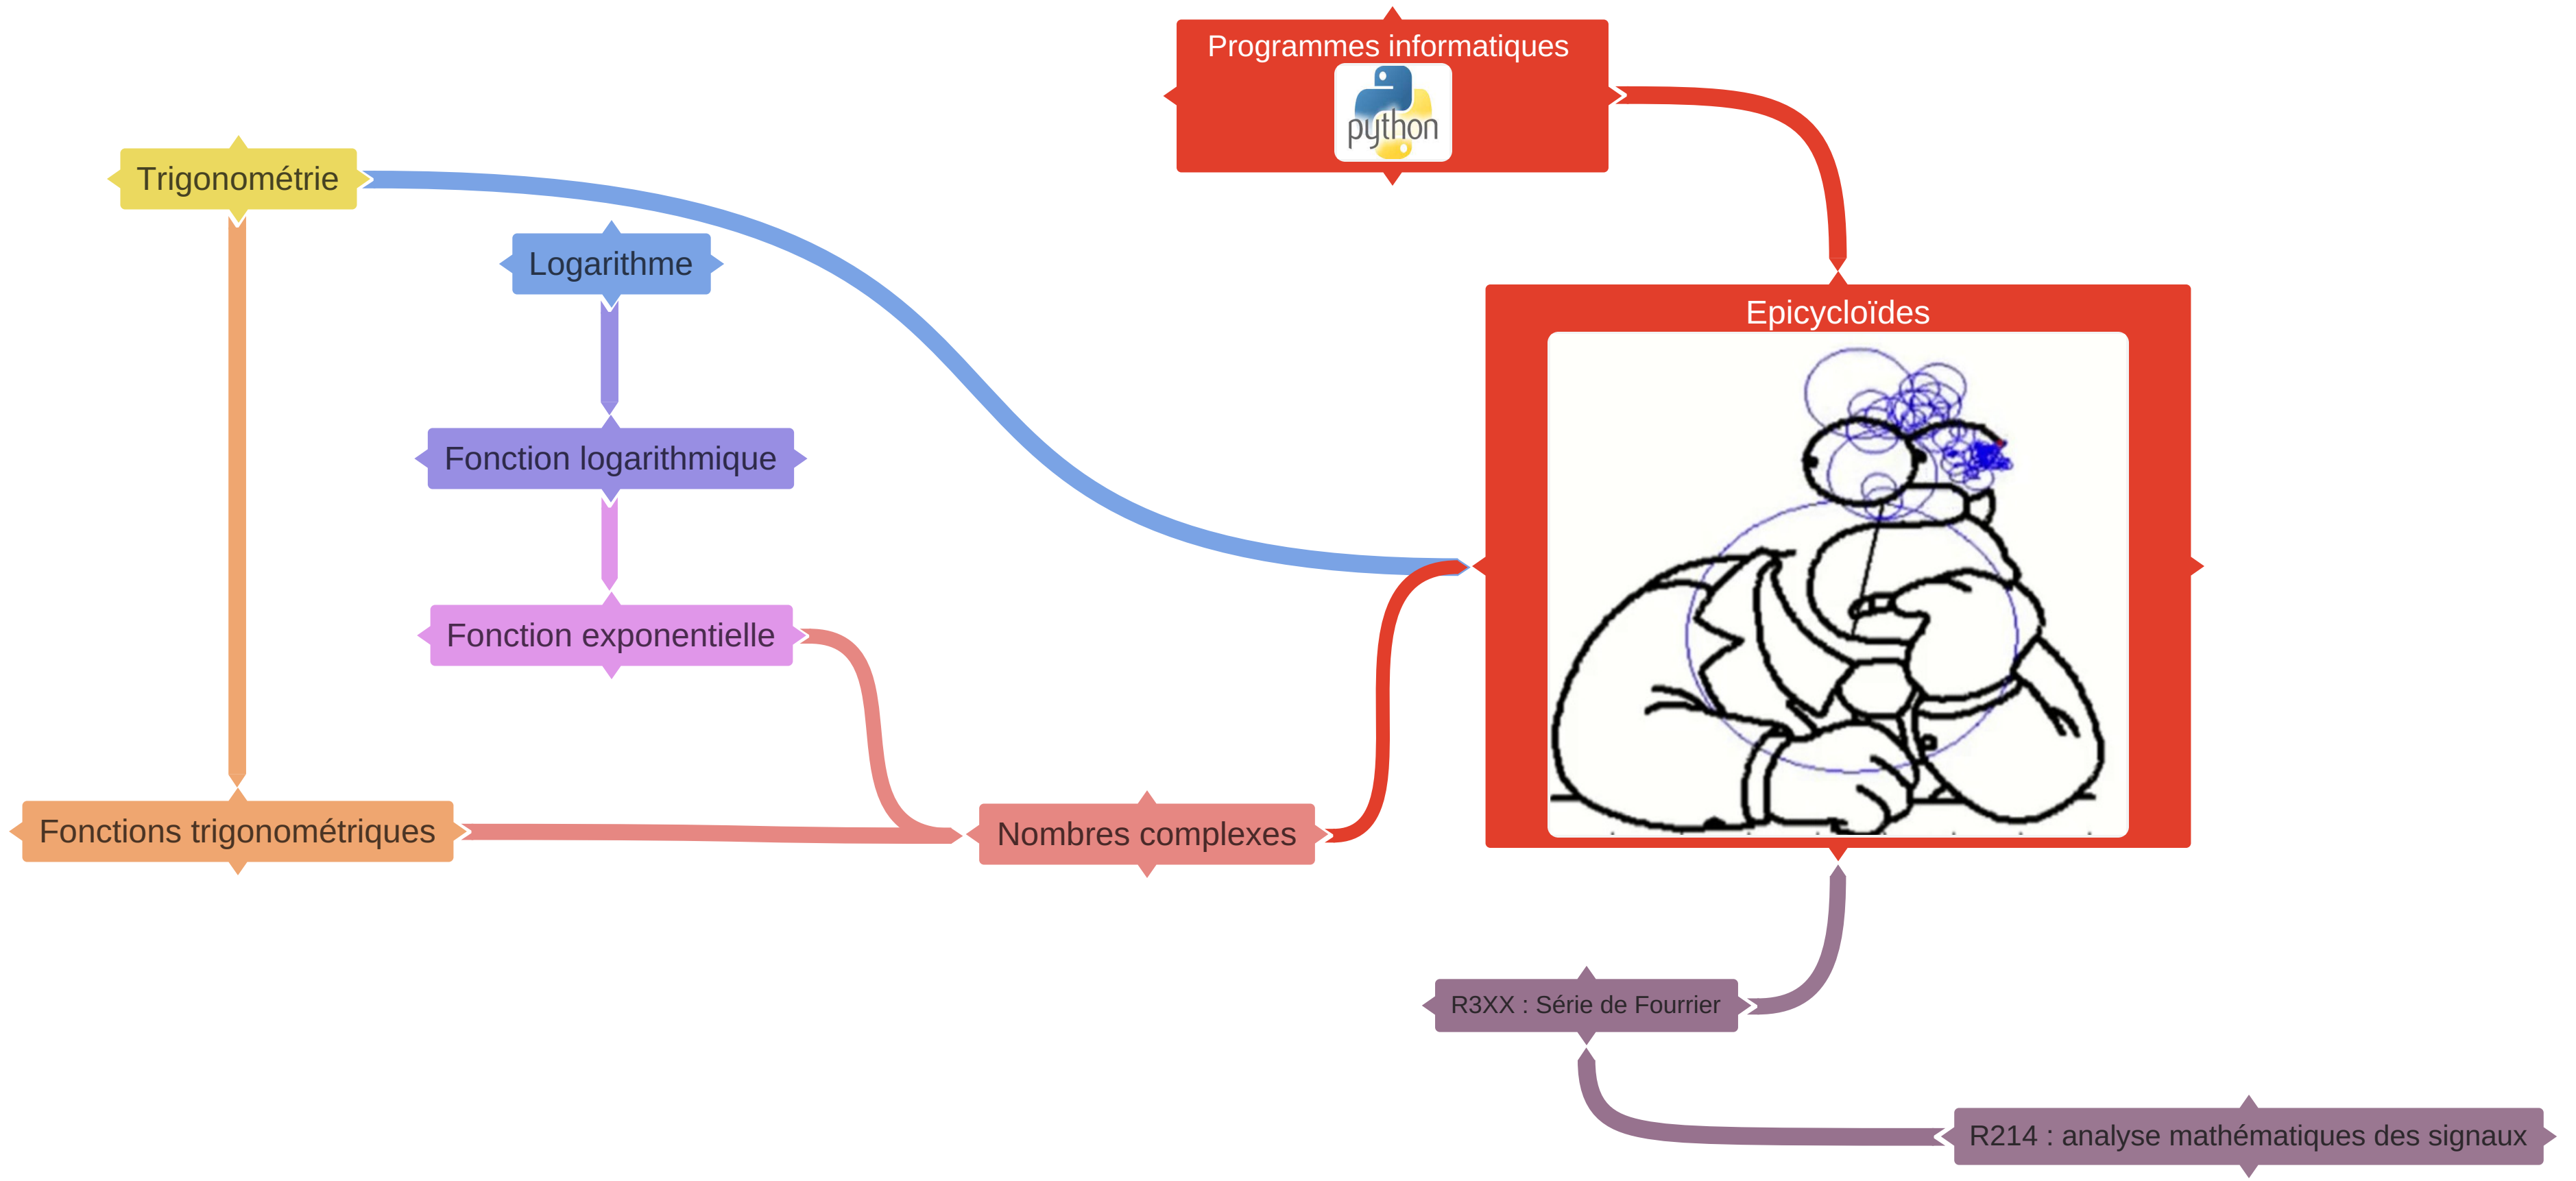 Programmes informatiques
python
Trigonométrie
Logarithme
Epicycloïdes
Fonction logarithmique
Fonction exponentielle
Fonctions trigonométriques
Nombres complexes
R3XX : Série de Fourrier
R214 : analyse mathématiques des signaux